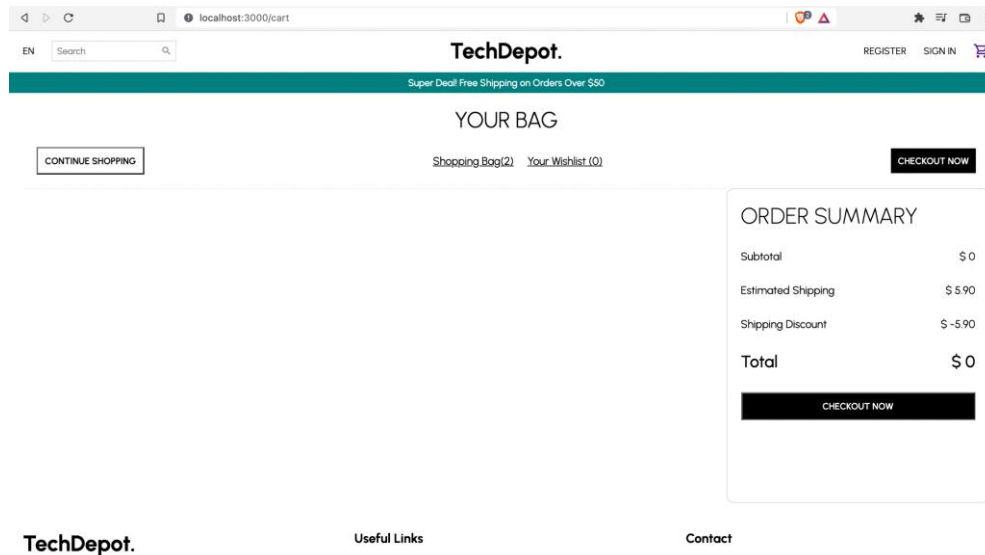 localhost:3000/cart
2
EN
Search
TechDepot.
REGISTER SIGN IN
Super Deal! Free Shipping on Orders Over $50
YOUR BAG
CONTINUE SHOPPING
Shopping Bag(2) Your Wishlist (0)
CHECKOUT NOW
ORDER SUMMARY
Subtotal $ 0
Estimated Shipping $ 5.90
Shipping Discount $ -5.90
Total $ 0
CHECKOUT NOW
TechDepot. Useful Links Contact